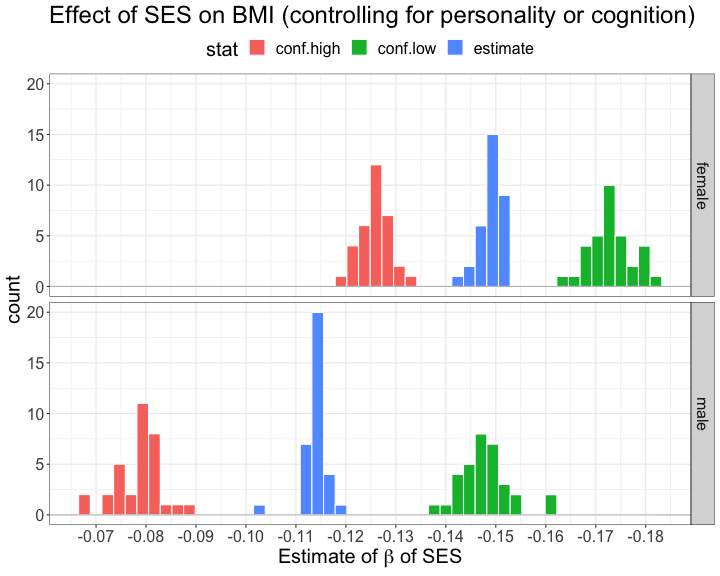 Effect of SES on BMI (controlling for personality or cognition)
stat conf.high conf.low estimate
20
15
10
5
0
female
count
20
15
10
5
0
male
-0.07 -0.08 -0.09 -0.10 -0.11 -0.12 -0.13 -0.14 -0.15 -0.16 -0.17 -0.18
Estimate of β of SES